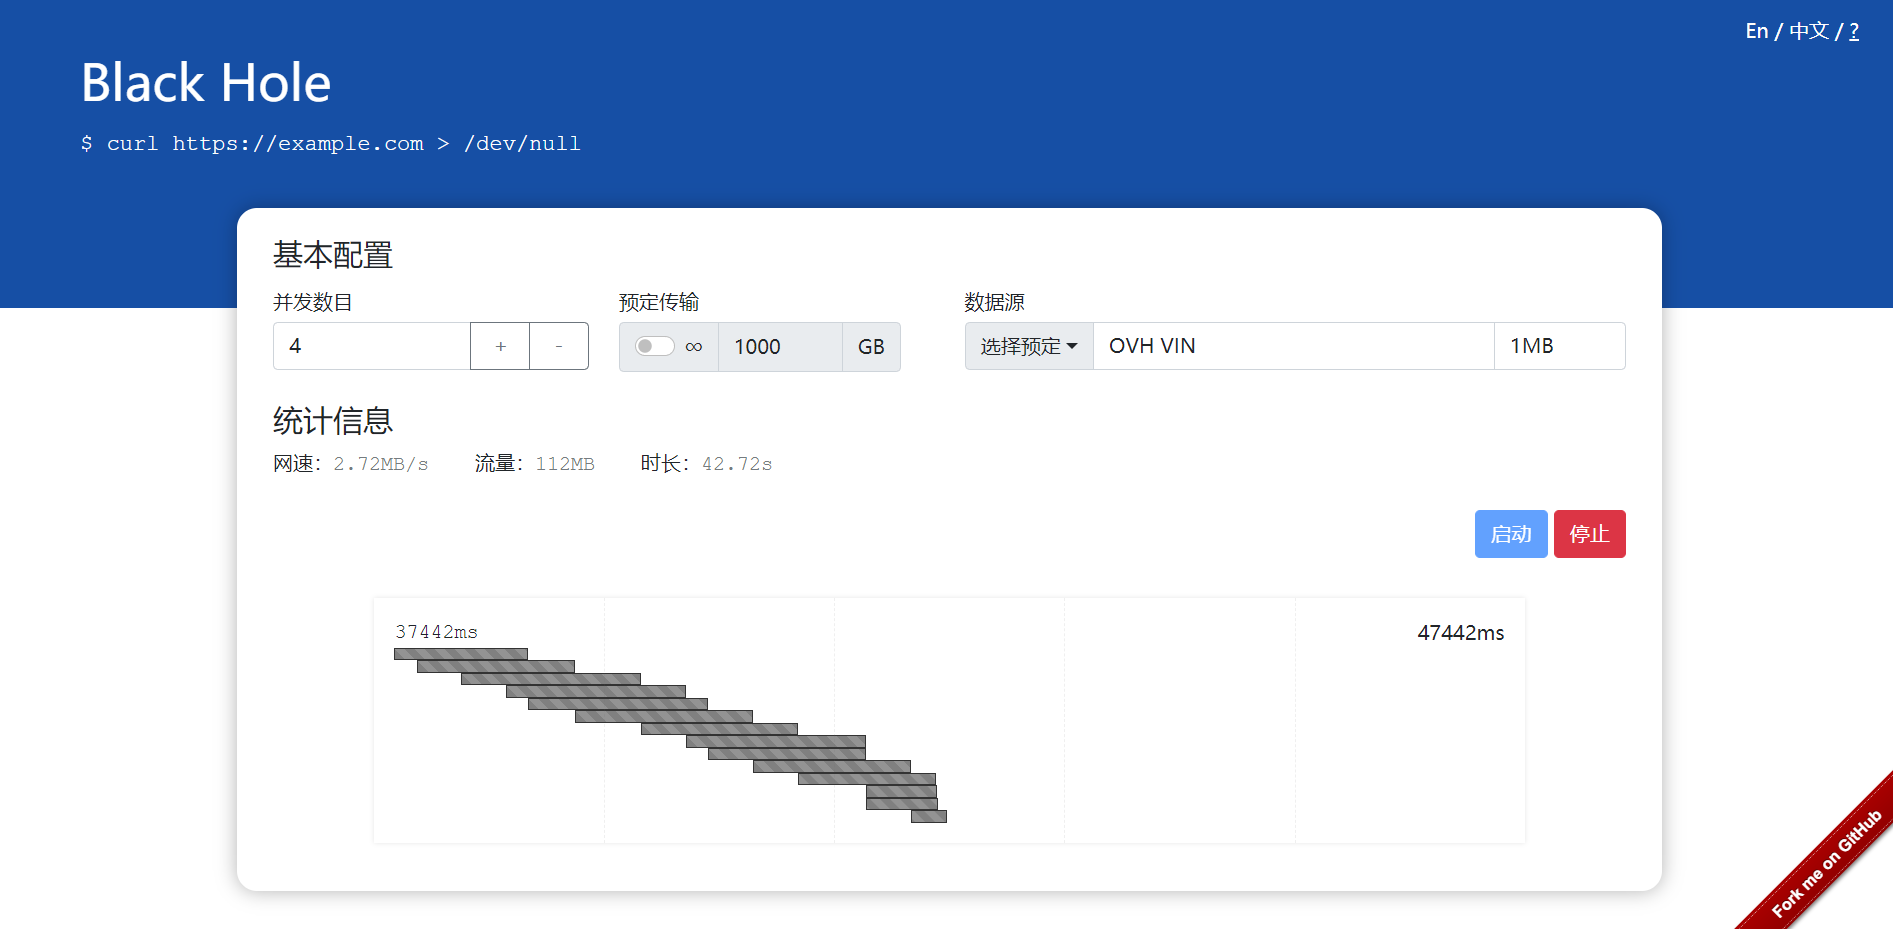 En / 中文 / ?
Black Hole
$ curl https://example.com > /dev/null
基本配置
并发数目 预定传输 数据源
4 + - ∞ 1000 GB 选择预定 OVH VIN 1MB
统计信息
网速: 2.72MB/s 流量: 112MB 时长: 42.72s
启动 停止
37442ms 47442ms
Fork me on GitHub